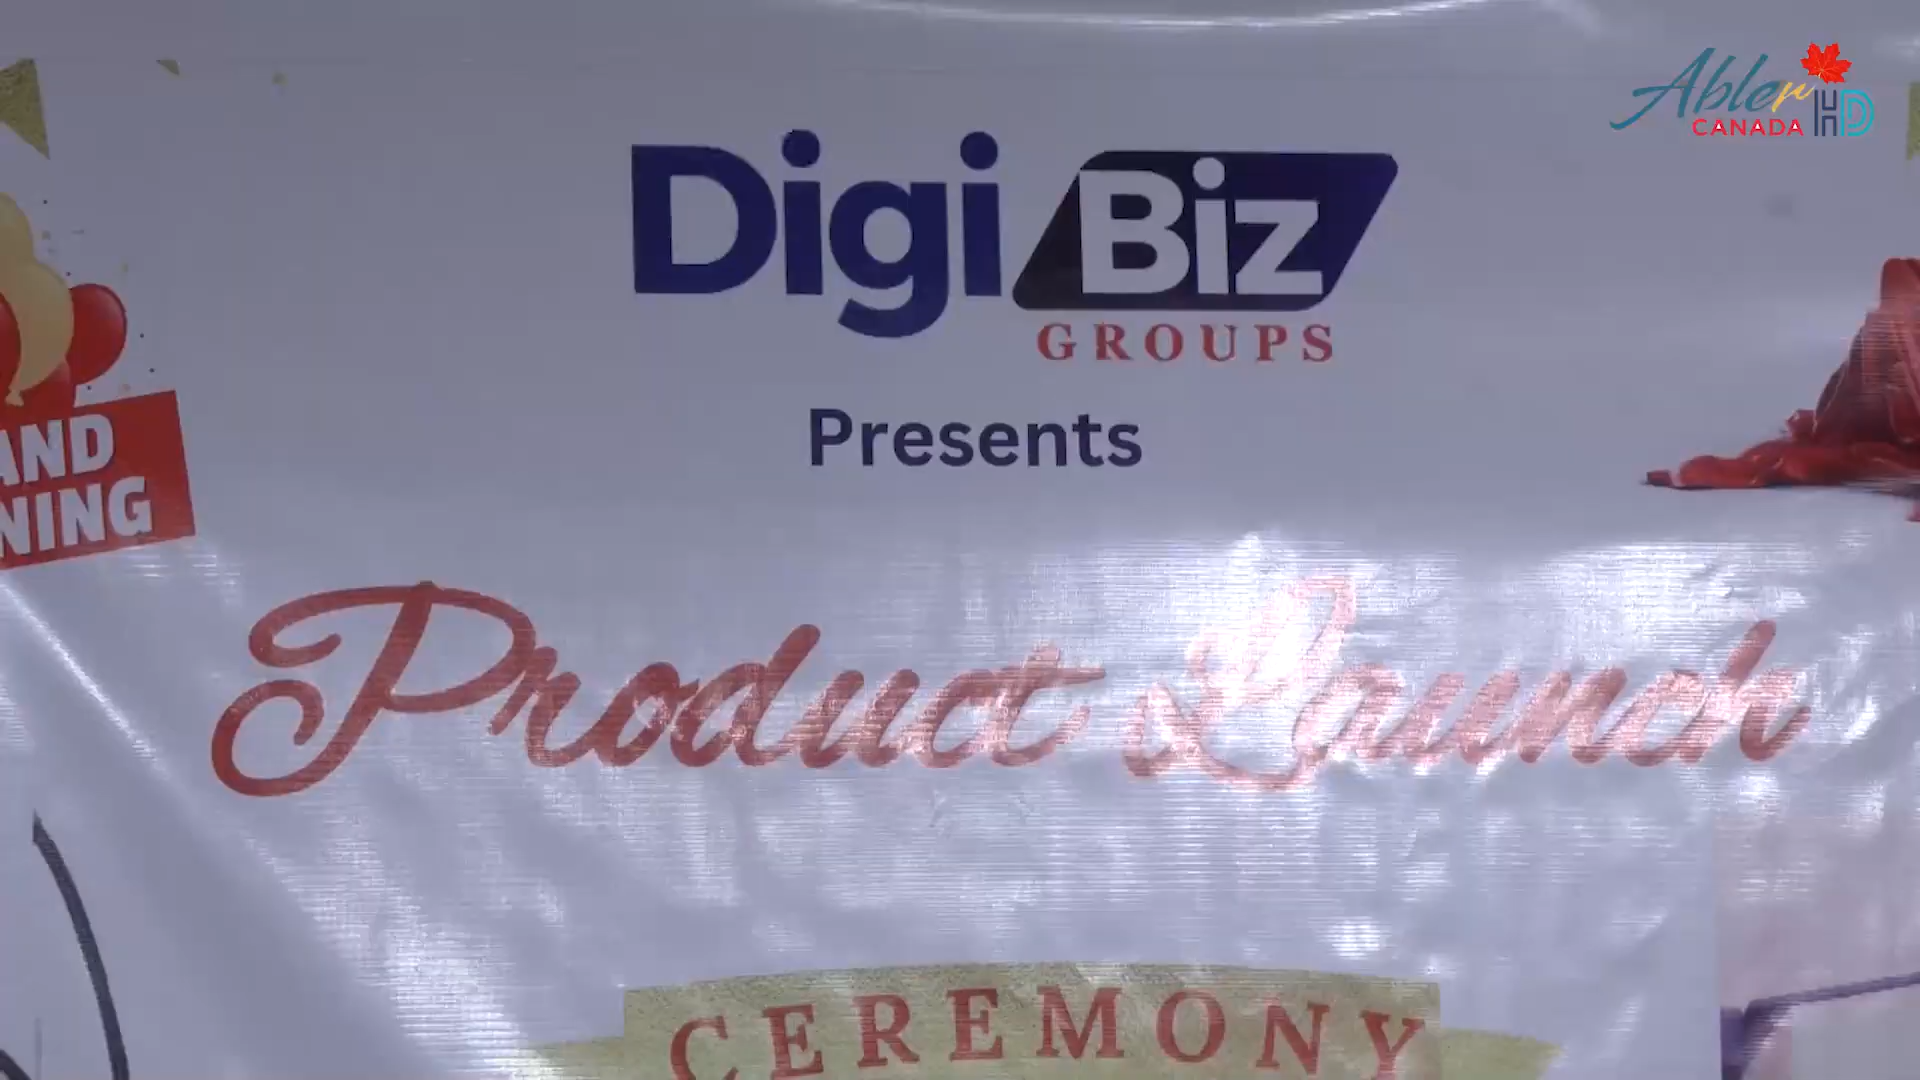 Abler
CANADA HD
Digi Biz
GROUPS
Presents
AND
NING
Product Launch
CEREMONY